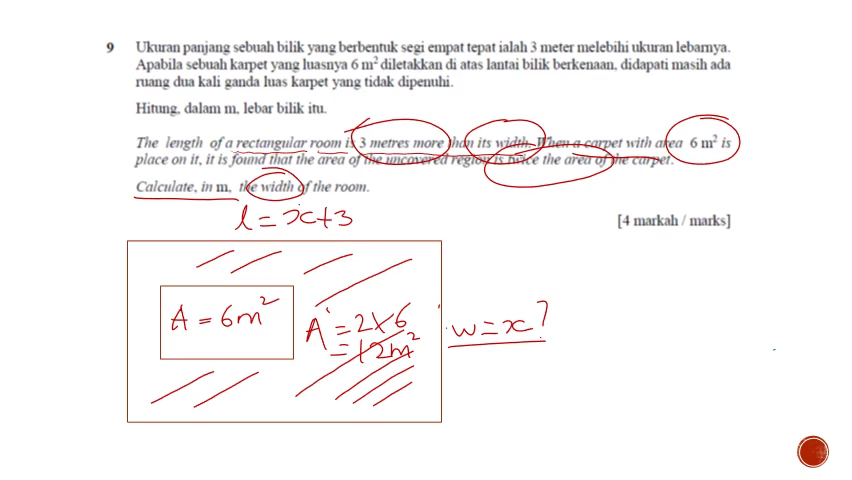 9 Ukuran panjang sebuah bilik yang berbentuk segi empat tepat ialah 3 meter melebihi ukuran lebarnya.
Apabila sebuah karpet yang luasnya 6 m² diletakkan di atas lantai bilik berkenaan, didapati masih ada
ruang dua kali ganda luas karpet yang tidak dipenuhi.
Hitung, dalam m, lebar bilik itu.
The length of a rectangular room is 3 metres more than its width. When a carpet with area 6 m² is
place on it, it is found that the area of the uncovered region is twice the area of the carpet.
Calculate, in m, the width of the room.
l = x+3
[4 markah / marks]
A = 6m²
A' = 2×6
= 12m²
w = x?